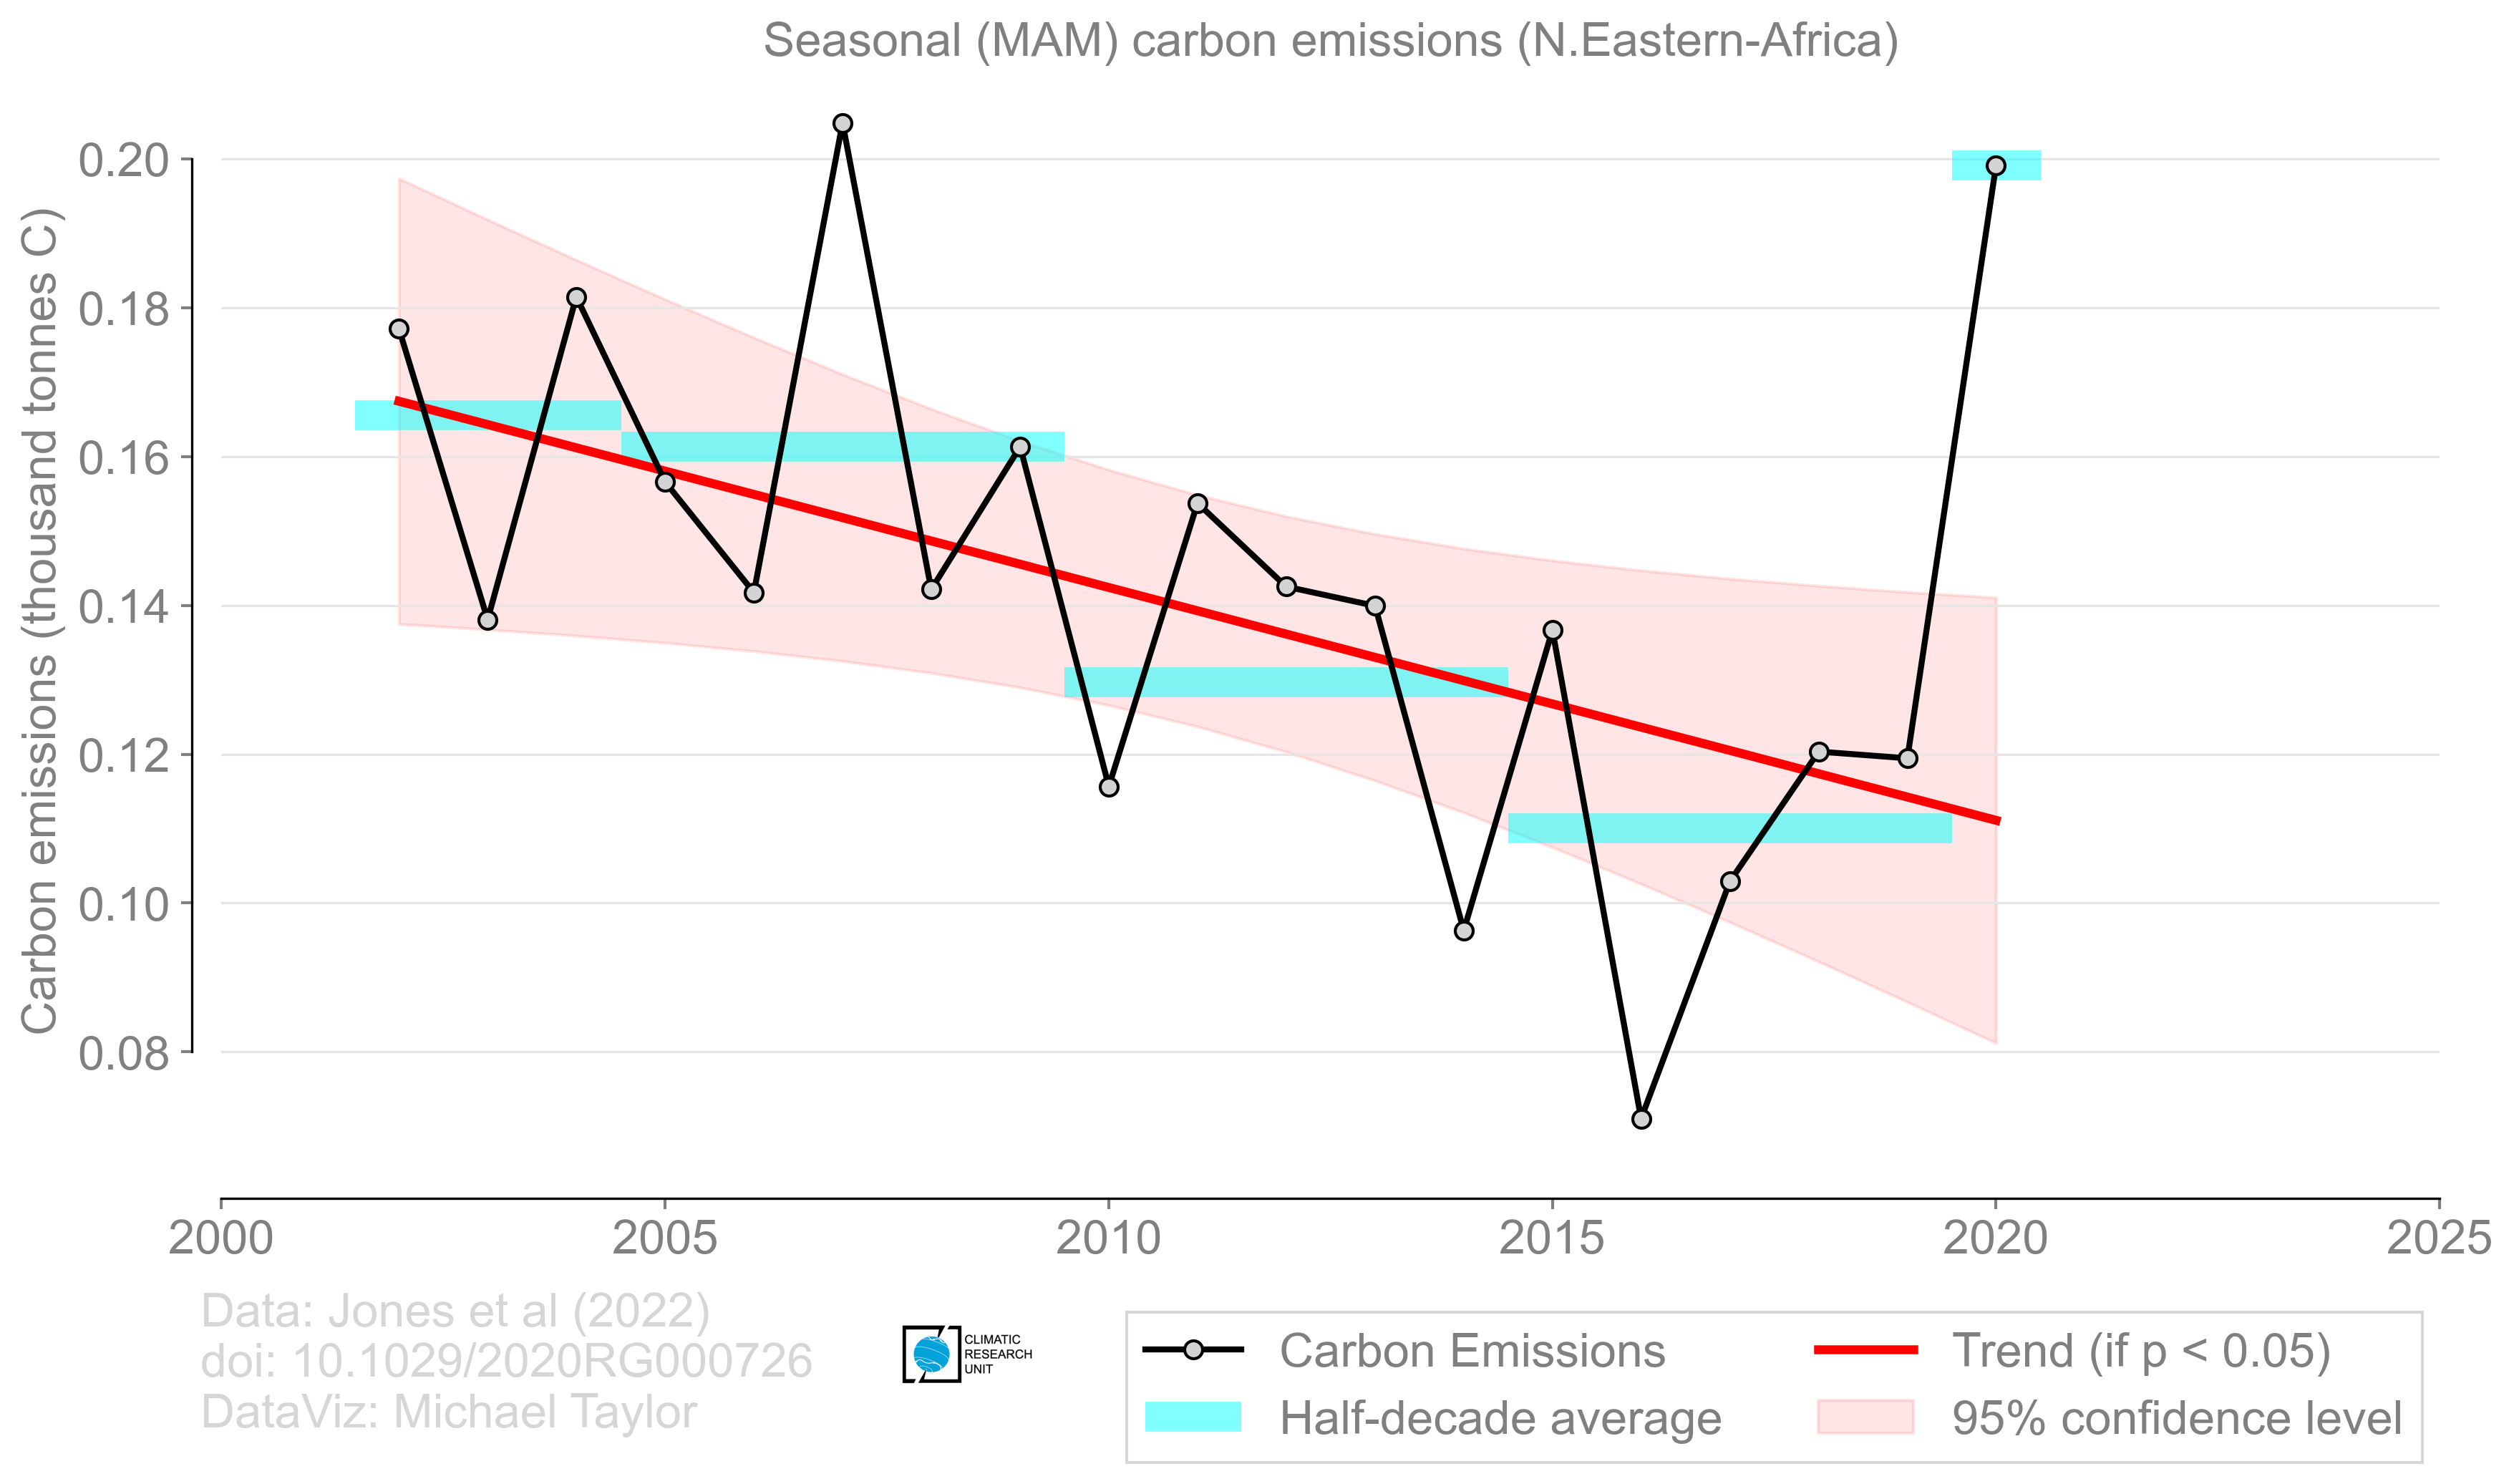 Seasonal (MAM) carbon emissions (N.Eastern-Africa)
Carbon emissions (thousand tonnes C)
0.20
0.18
0.16
0.14
0.12
0.10
0.08
2000 2005 2010 2015 2020 2025
Data: Jones et al (2022)
doi: 10.1029/2020RG000726
DataViz: Michael Taylor
CLIMATIC
RESEARCH
UNIT
Carbon Emissions
Half-decade average
Trend (if p < 0.05)
95% confidence level